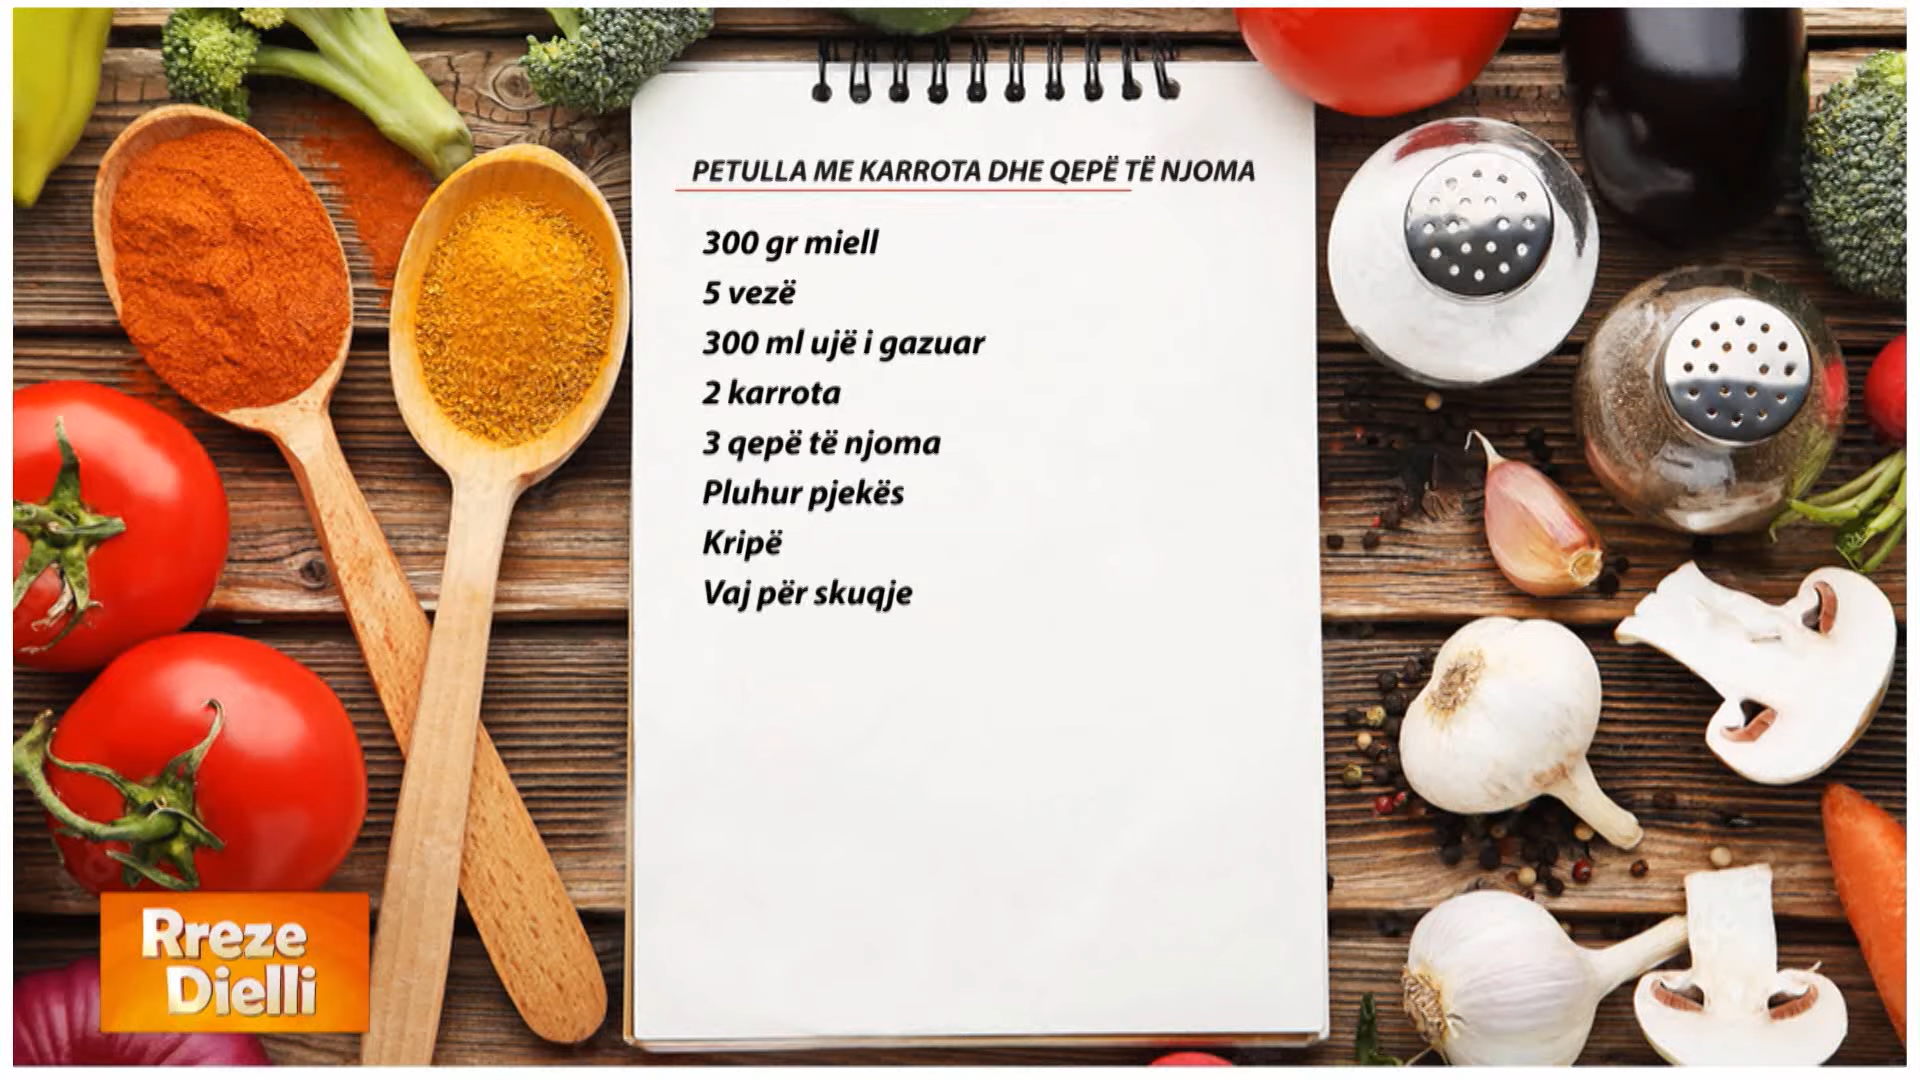 PETULLA ME KARROTA DHE QEPË TË NJOMA
300 gr miell
5 vezë
300 ml ujë i gazuar
2 karrota
3 qepë të njoma
Pluhur pjekës
Kripë
Vaj për skuqje
Rreze
Dielli